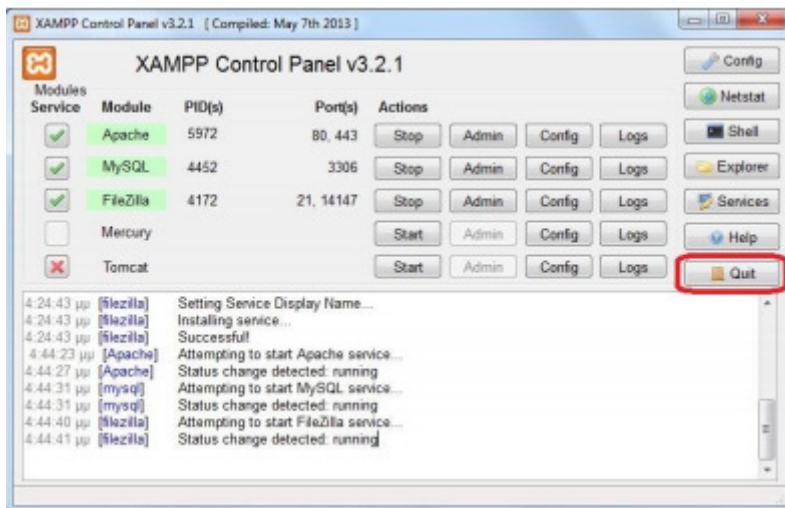 XAMPP Control Panel v3.2.1 [ Compiled: May 7th 2013 ]
XAMPP Control Panel v3.2.1
Config
Modules
Service Module PID(s) Port(s) Actions
Netstat
Apache 5972 80, 443 Stop Admin Config Logs
Shell
MySQL 4452 3306 Stop Admin Config Logs
Explorer
FileZilla 4172 21, 14147 Stop Admin Config Logs
Services
Mercury Start Admin Config Logs
Help
Tomcat Start Admin Config Logs
Quit
4:24:43 μμ [filezilla] Setting Service Display Name...
4:24:43 μμ [filezilla] Installing service...
4:24:43 μμ [filezilla] Successful!
4:44:23 μμ [Apache] Attempting to start Apache service...
4:44:27 μμ [Apache] Status change detected: running
4:44:31 μμ [mysql] Attempting to start MySQL service...
4:44:31 μμ [mysql] Status change detected: running
4:44:40 μμ [filezilla] Attempting to start FileZilla service...
4:44:41 μμ [filezilla] Status change detected: running